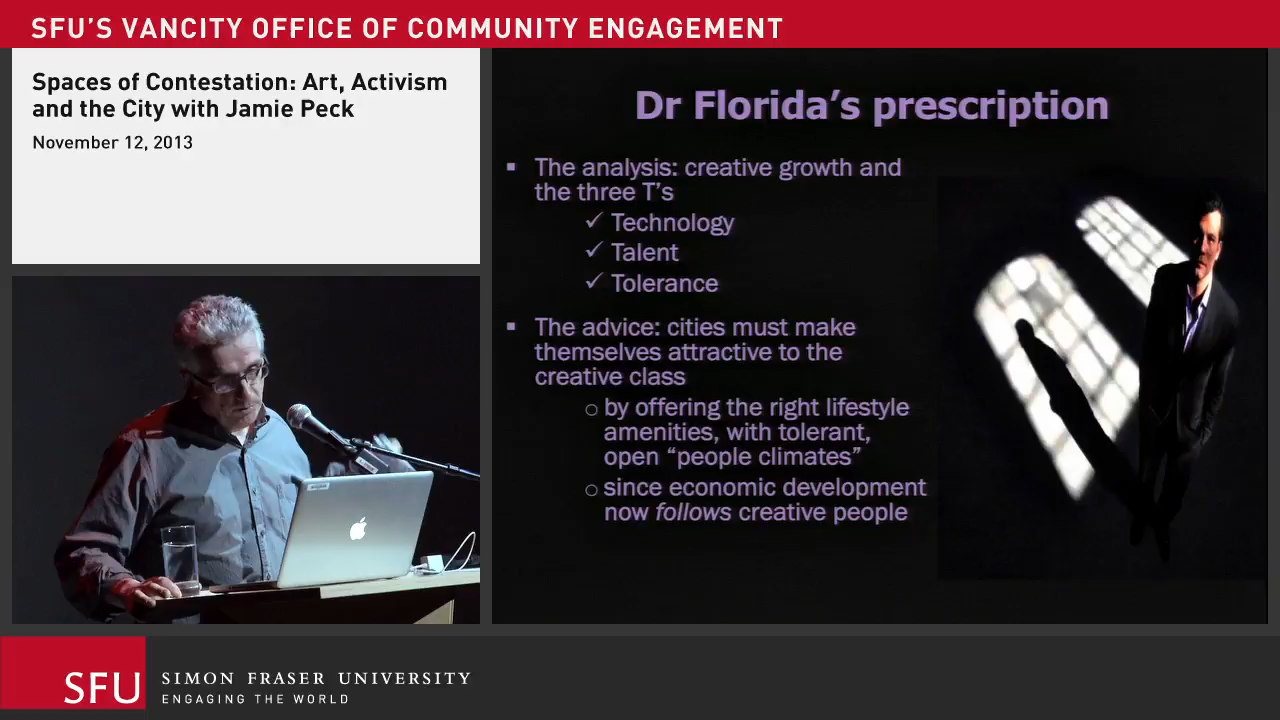 SFU'S VANCITY OFFICE OF COMMUNITY ENGAGEMENT
Spaces of Contestation: Art, Activism
and the City with Jamie Peck
November 12, 2013
Dr Florida's prescription
▪ The analysis: creative growth and
the three T's
✓ Technology
✓ Talent
✓ Tolerance
▪ The advice: cities must make
themselves attractive to the
creative class
○ by offering the right lifestyle
amenities, with tolerant,
open “people climates”
○ since economic development
now follows creative people
SFU
SIMON FRASER UNIVERSITY
ENGAGING THE WORLD